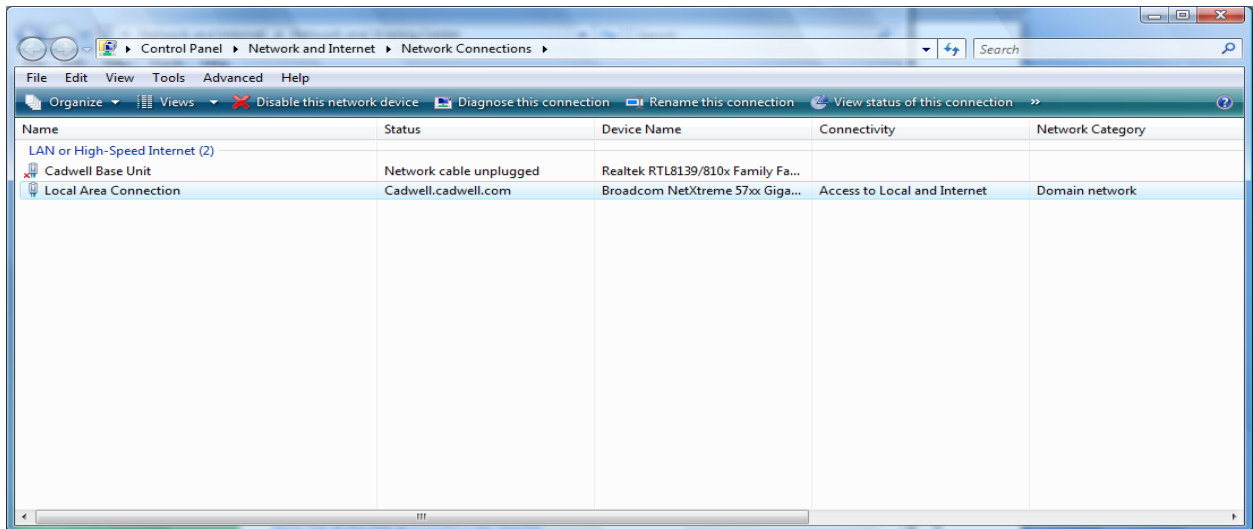 Control Panel Network and Internet Network Connections Search
File Edit View Tools Advanced Help
Organize Views Disable this network device Diagnose this connection Rename this connection View status of this connection »
Name Status Device Name Connectivity Network Category
LAN or High-Speed Internet (2)
Cadwell Base Unit Network cable unplugged Realtek RTL8139/810x Family Fa...
Local Area Connection Cadwell.cadwell.com Broadcom NetXtreme 57xx Giga... Access to Local and Internet Domain network